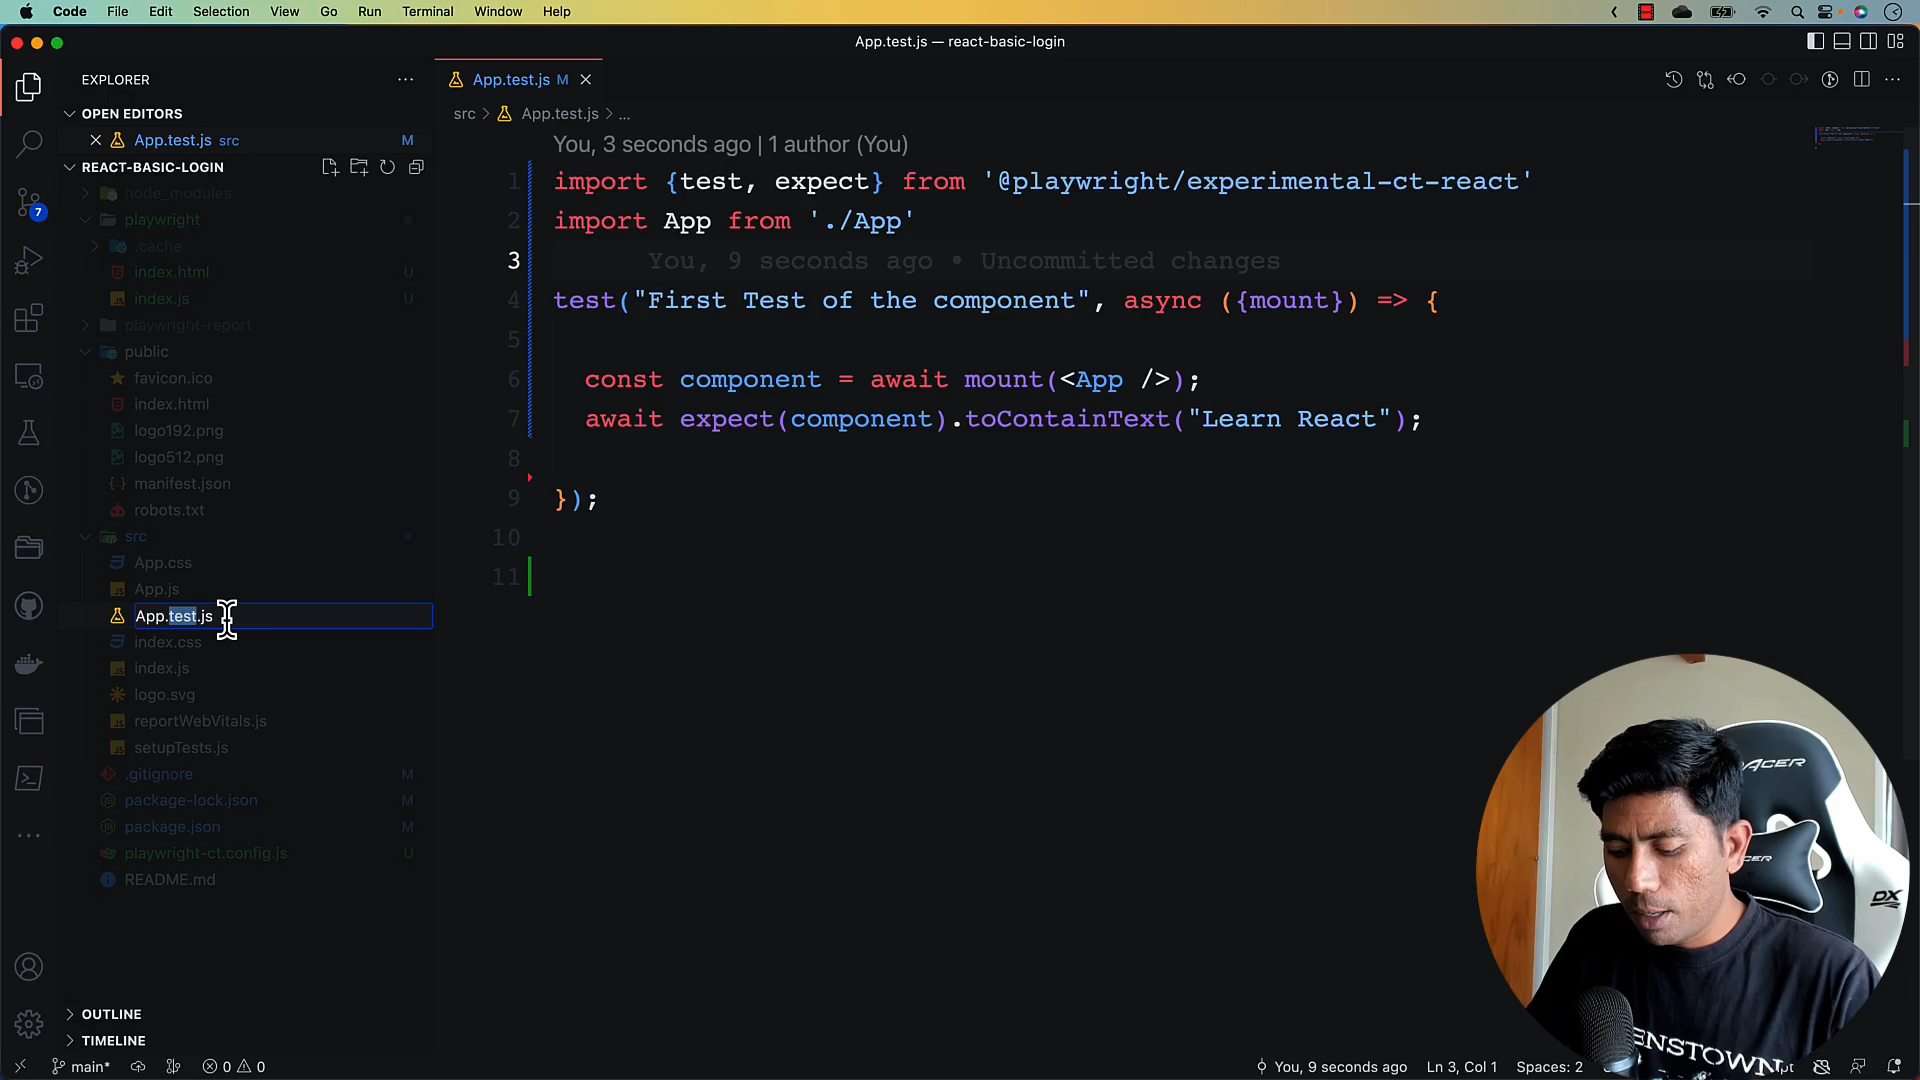 Code File Edit Selection View Go Run Terminal Window Help
App.test.js — react-basic-login
EXPLORER
OPEN EDITORS
App.test.js src M
REACT-BASIC-LOGIN
node_modules
playwright
.cache
index.html U
index.js U
playwright-report
public
favicon.ico
index.html
logo192.png
logo512.png
manifest.json
robots.txt
src
App.css
App.js
App.test.js
index.css
index.js
logo.svg
reportWebVitals.js
setupTests.js
.gitignore M
package-lock.json M
package.json M
playwright-ct.config.js U
README.md
OUTLINE
TIMELINE
7
App.test.js M
src > App.test.js > ...
You, 3 seconds ago | 1 author (You)
1 import {test, expect} from '@playwright/experimental-ct-react'
2 import App from './App'
3 You, 9 seconds ago • Uncommitted changes
4 test("First Test of the component", async ({mount}) => {
5
6 const component = await mount(<App />);
7 await expect(component).toContainText("Learn React");
8
9 });
10
11
ACER
DX
ENSTOWN
main* 0 0 You, 9 seconds ago Ln 3, Col 1 Spaces: 2